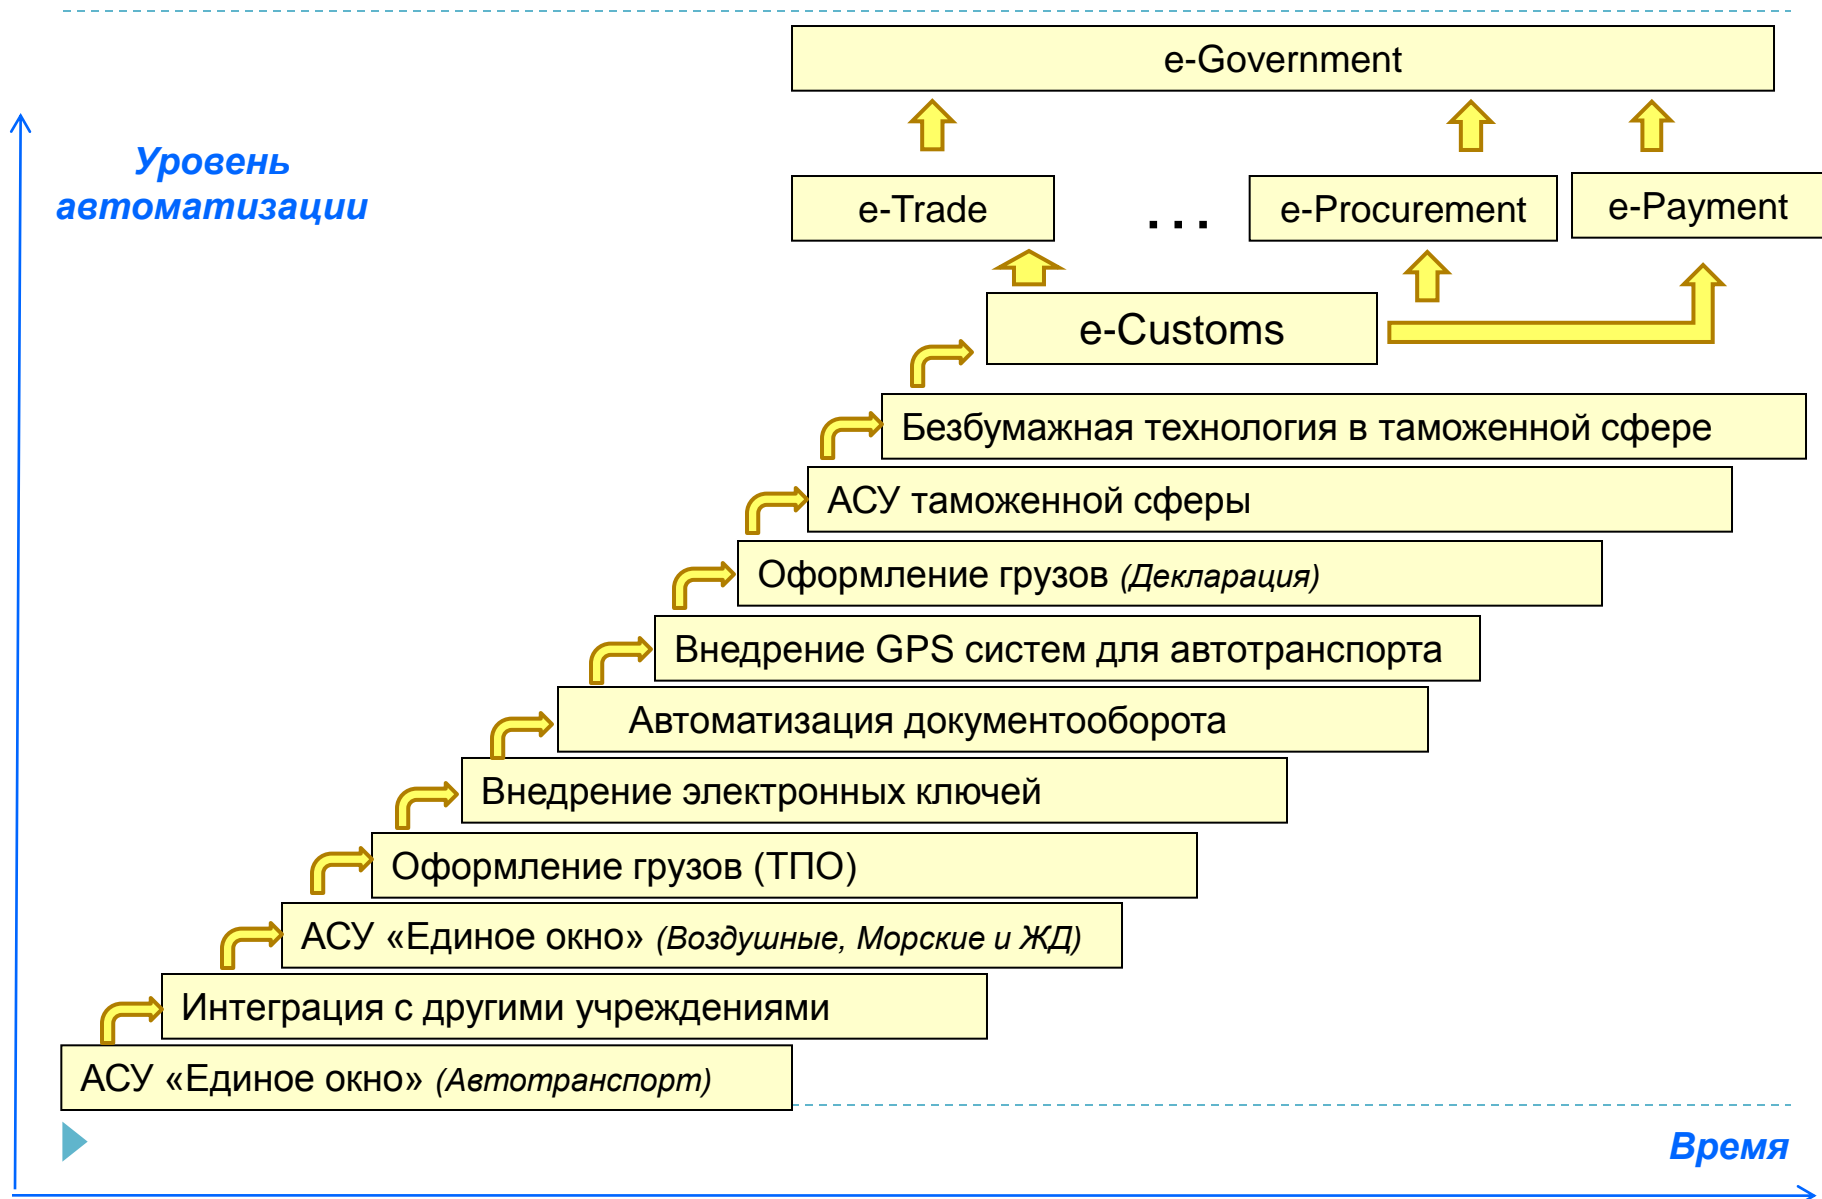 e-Government
Уровень
автоматизации
e-Trade
...
e-Procurement
e-Payment
e-Customs
Безбумажная технология в таможенной сфере
АСУ таможенной сферы
Оформление грузов (Декларация)
Внедрение GPS систем для автотранспорта
Автоматизация документооборота
Внедрение электронных ключей
Оформление грузов (ТПО)
АСУ «Единое окно» (Воздушные, Морские и ЖД)
Интеграция с другими учреждениями
АСУ «Единое окно» (Автотранспорт)
Время